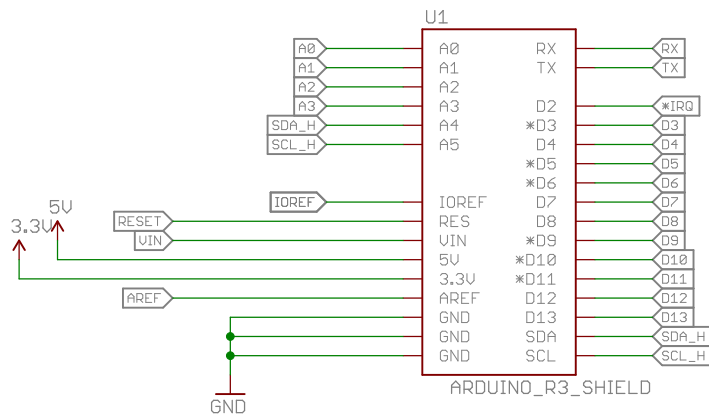 U1
A0 A0 RX RX
A1 A1 TX TX
A2 A2
A3 A3 D2 *IRQ
SDA_H A4 *D3 D3
SCL_H A5 D4 D4
*D5 D5
*D6 D6
IOREF IOREF D7 D7
5V
RESET RES D8 D8
3.3V
VIN VIN *D9 D9
5V *D10 D10
3.3V *D11 D11
AREF AREF D12 D12
GND D13 D13
GND SDA SDA_H
GND SCL SCL_H
ARDUINO_R3_SHIELD
GND